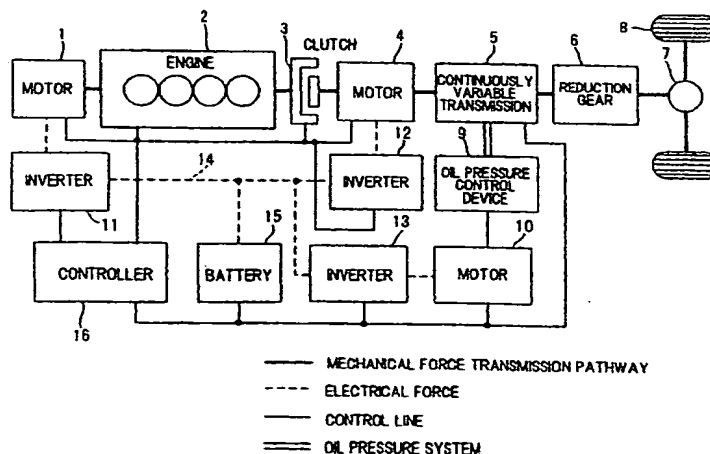 1
2
3
CLUTCH
4
5
6
7
8
MOTOR
ENGINE
MOTOR
CONTINUOUSLY
VARIABLE
TRANSMISSION
REDUCTION
GEAR
9
OIL PRESSURE
CONTROL
DEVICE
10
11
12
13
14
15
16
INVERTER
INVERTER
CONTROLLER
BATTERY
INVERTER
MOTOR
MECHANICAL FORCE TRANSMISSION PATHWAY
ELECTRICAL FORCE
CONTROL LINE
OIL PRESSURE SYSTEM